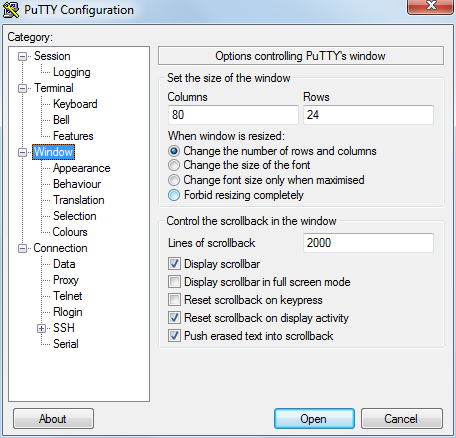 PuTTY Configuration
Category:
Session
Logging
Terminal
Keyboard
Bell
Features
Window
Appearance
Behaviour
Translation
Selection
Colours
Connection
Data
Proxy
Telnet
Rlogin
SSH
Serial
Options controlling PuTTY's window
Set the size of the window
Columns Rows
80 24
When window is resized:
Change the number of rows and columns
Change the size of the font
Change font size only when maximised
Forbid resizing completely
Control the scrollback in the window
Lines of scrollback 2000
Display scrollbar
Display scrollbar in full screen mode
Reset scrollback on keypress
Reset scrollback on display activity
Push erased text into scrollback
About Open Cancel